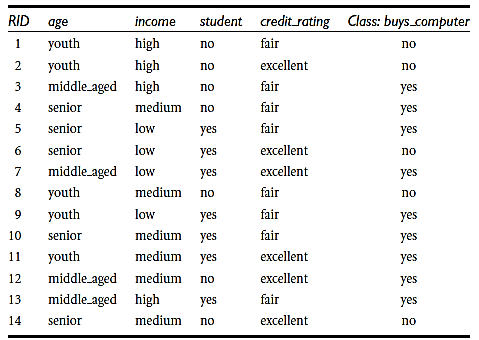 RID age income student credit_rating Class: buys_computer
1 youth high no fair no
2 youth high no excellent no
3 middle_aged high no fair yes
4 senior medium no fair yes
5 senior low yes fair yes
6 senior low yes excellent no
7 middle_aged low yes excellent yes
8 youth medium no fair no
9 youth low yes fair yes
10 senior medium yes fair yes
11 youth medium yes excellent yes
12 middle_aged medium no excellent yes
13 middle_aged high yes fair yes
14 senior medium no excellent no